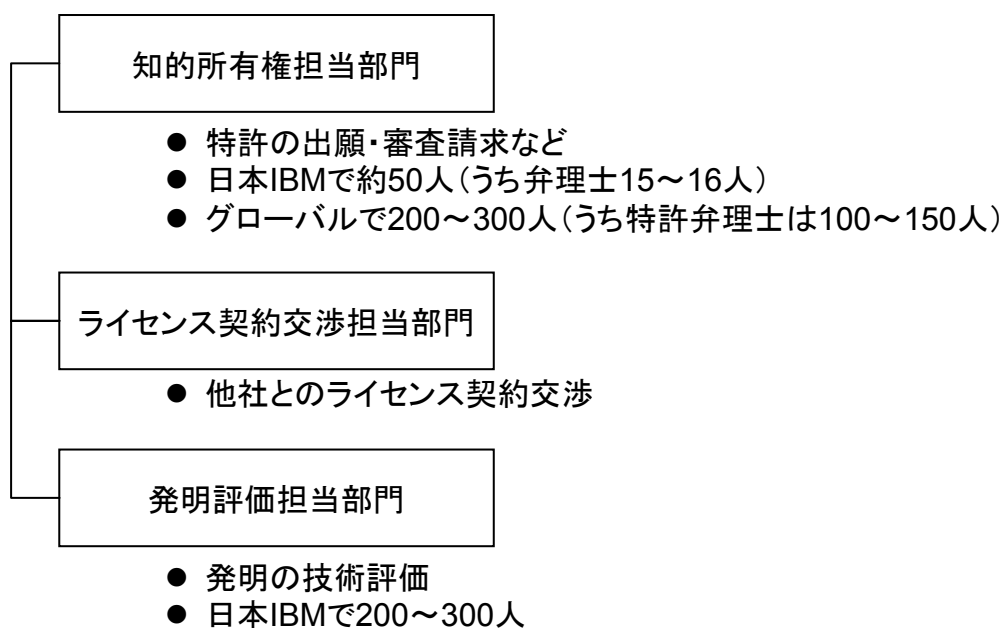 知的所有権担当部門
● 特許の出願・審査請求など
● 日本IBMで約50人(うち弁理士15～16人)
● グローバルで200～300人(うち特許弁理士は100～150人)
ライセンス契約交渉担当部門
● 他社とのライセンス契約交渉
発明評価担当部門
● 発明の技術評価
● 日本IBMで200～300人